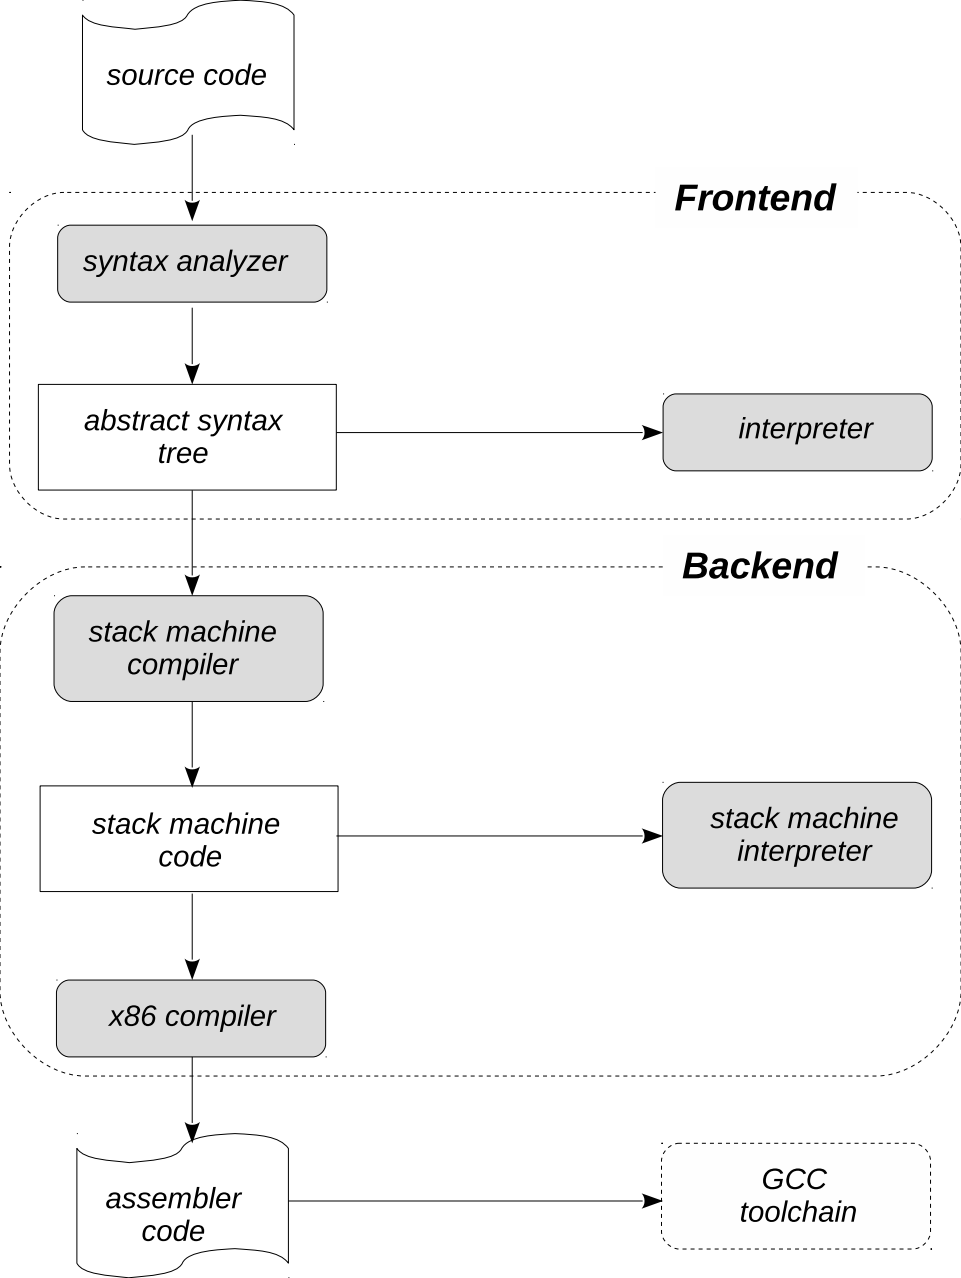 source code
Frontend
syntax analyzer
abstract syntax
tree
interpreter
Backend
stack machine
compiler
stack machine
code
stack machine
interpreter
x86 compiler
assembler
code
GCC
toolchain